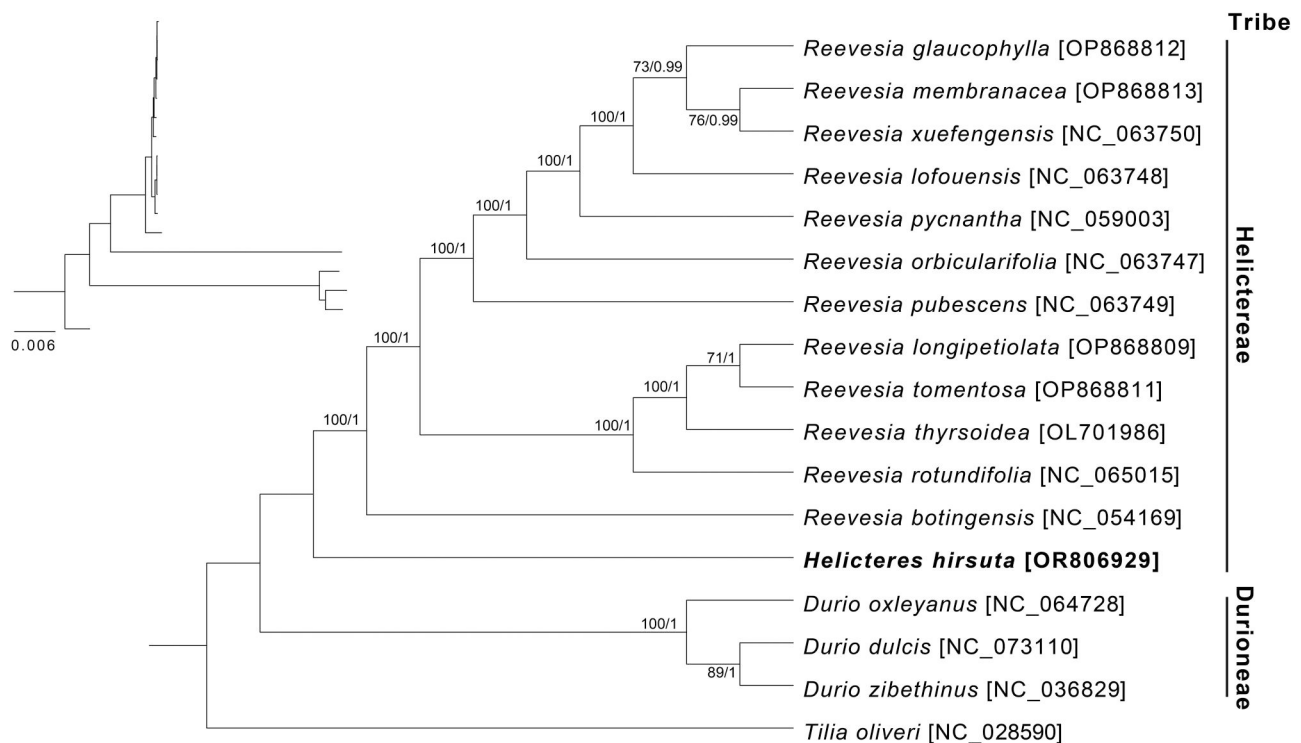 Tribe
Reevesia glaucophylla [OP868812]
73/0.99
Reevesia membranacea [OP868813]
76/0.99
100/1
Reevesia xuefengensis [NC_063750]
100/1
Reevesia lofouensis [NC_063748]
100/1
Reevesia pycnantha [NC_059003]
100/1
Reevesia orbicularifolia [NC_063747]
Reevesia pubescens [NC_063749]
Helictereae
0.006
100/1
Reevesia longipetiolata [OP868809]
71/1
Reevesia tomentosa [OP868811]
100/1
Reevesia thyrsoidea [OL701986]
100/1
100/1
Reevesia rotundifolia [NC_065015]
Reevesia botingensis [NC_054169]
Helicteres hirsuta [OR806929]
Durio oxleyanus [NC_064728]
100/1
Durio dulcis [NC_073110]
89/1
Durio zibethinus [NC_036829]
Durioneae
Tilia oliveri [NC_028590]